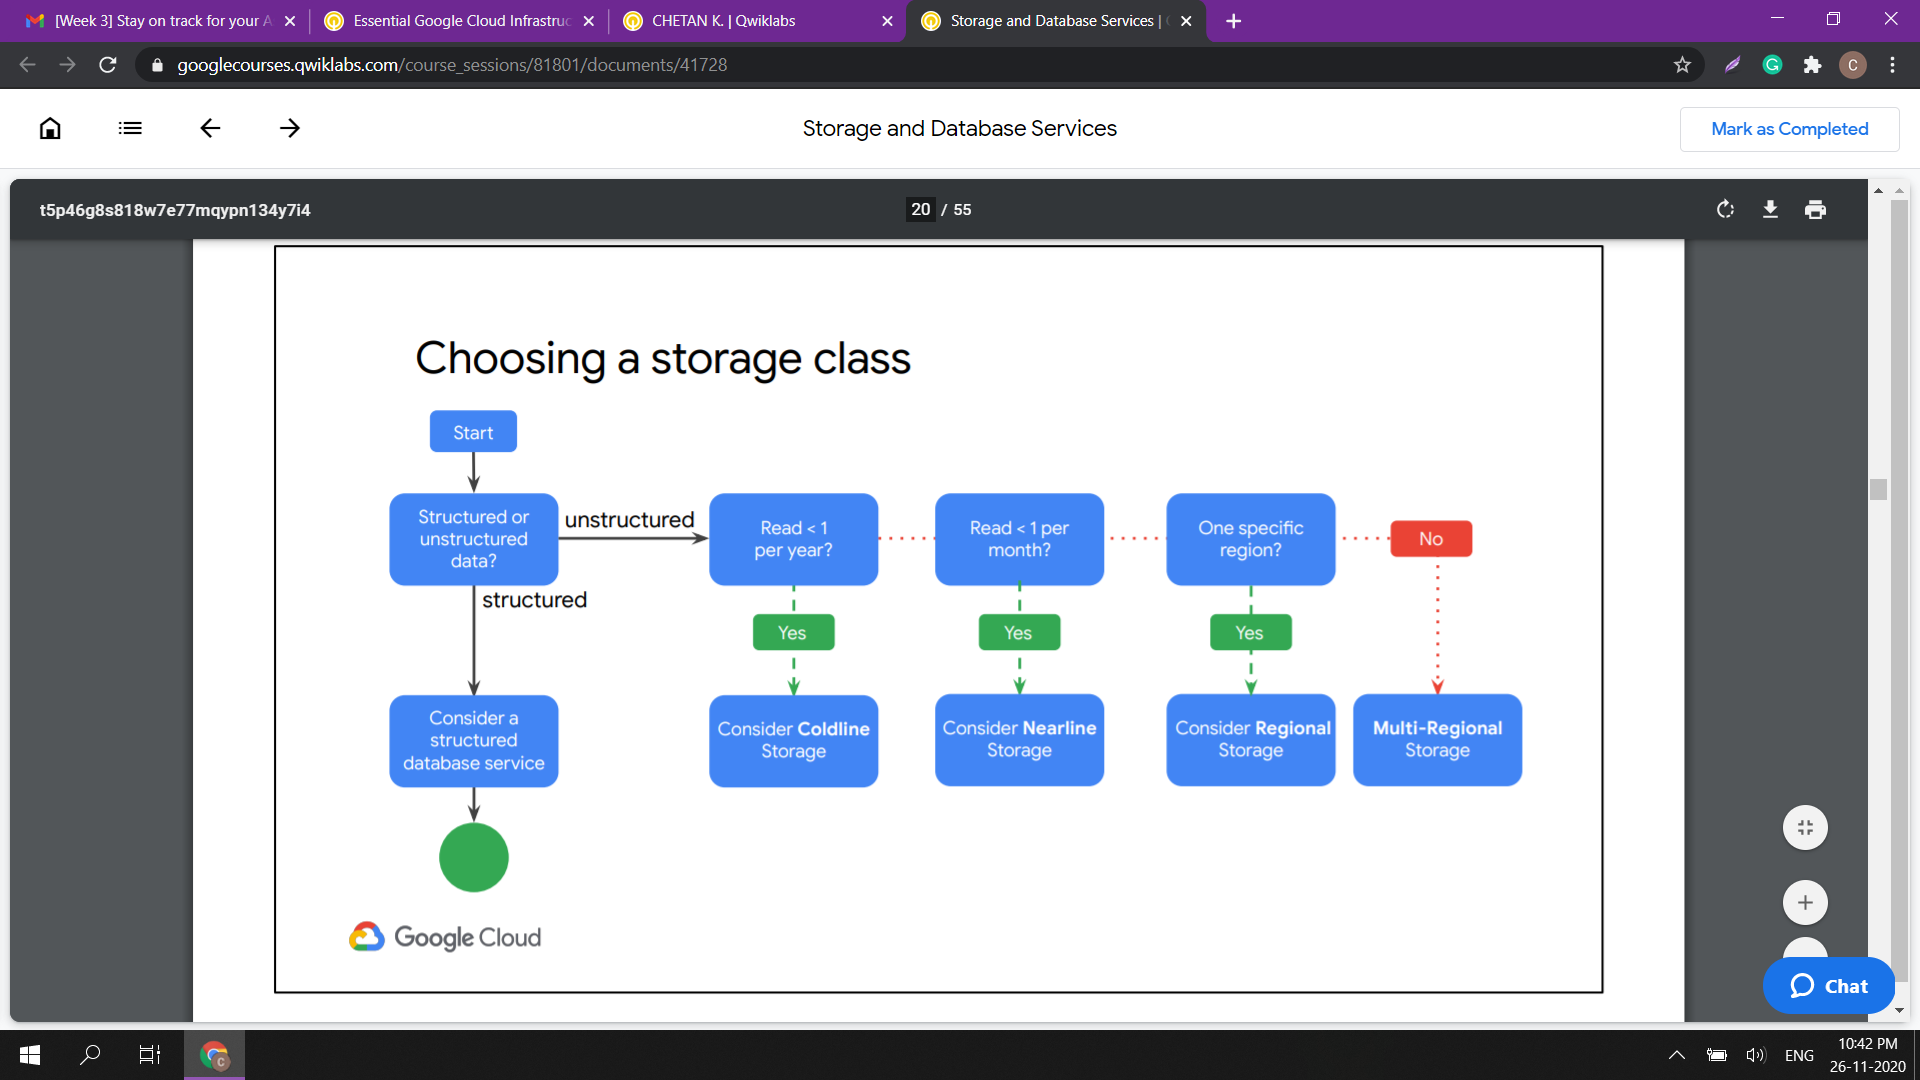 [Week 3] Stay on track for your A
Essential Google Cloud Infrastruc
CHETAN K. | Qwiklabs
Storage and Database Services |
googlecourses.qwiklabs.com/course_sessions/81801/documents/41728
C
Storage and Database Services
Mark as Completed
t5p46g8s818w7e77mqypn134y7i4
20 / 55
Choosing a storage class
Start
Structured or
unstructured
data?
unstructured
Read < 1
per year?
Read < 1 per
month?
One specific
region?
No
structured
Yes
Yes
Yes
Consider a
structured
database service
Consider Coldline
Storage
Consider Nearline
Storage
Consider Regional
Storage
Multi-Regional
Storage
Google Cloud
Chat
C
ENG
10:42 PM
26-11-2020